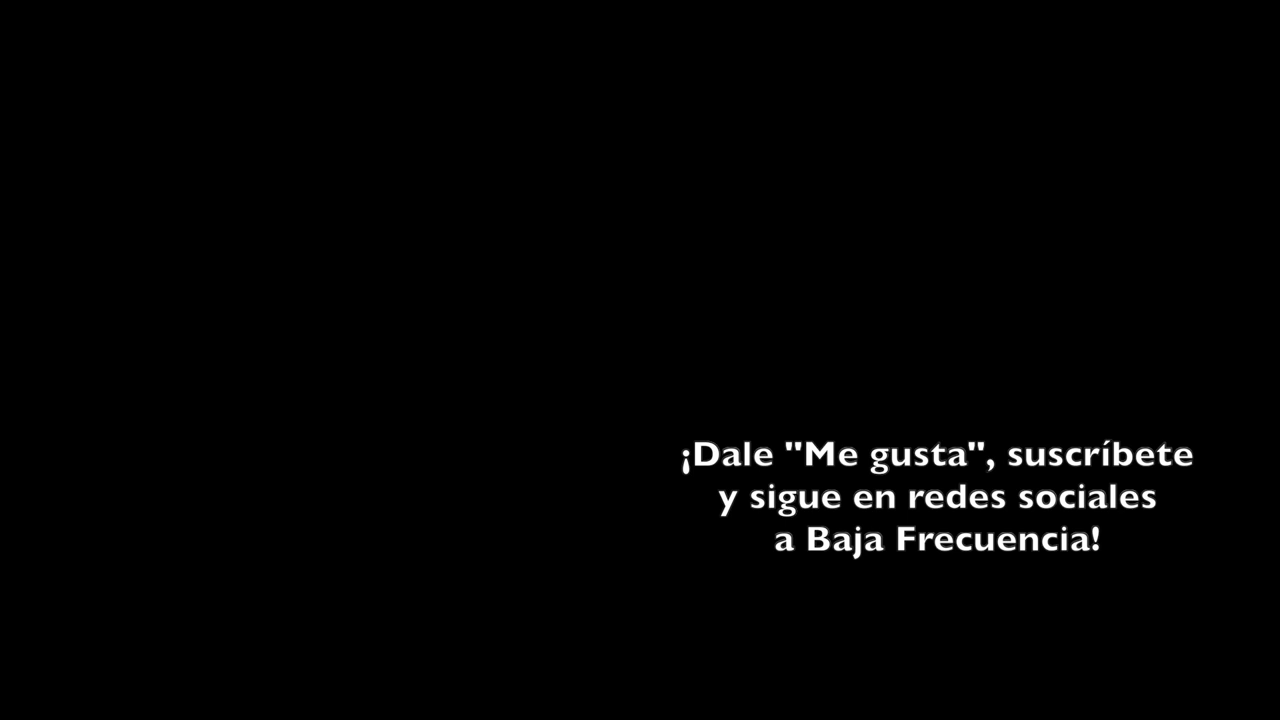 ¡Dale "Me gusta", suscríbete
y sigue en redes sociales
a Baja Frecuencia!